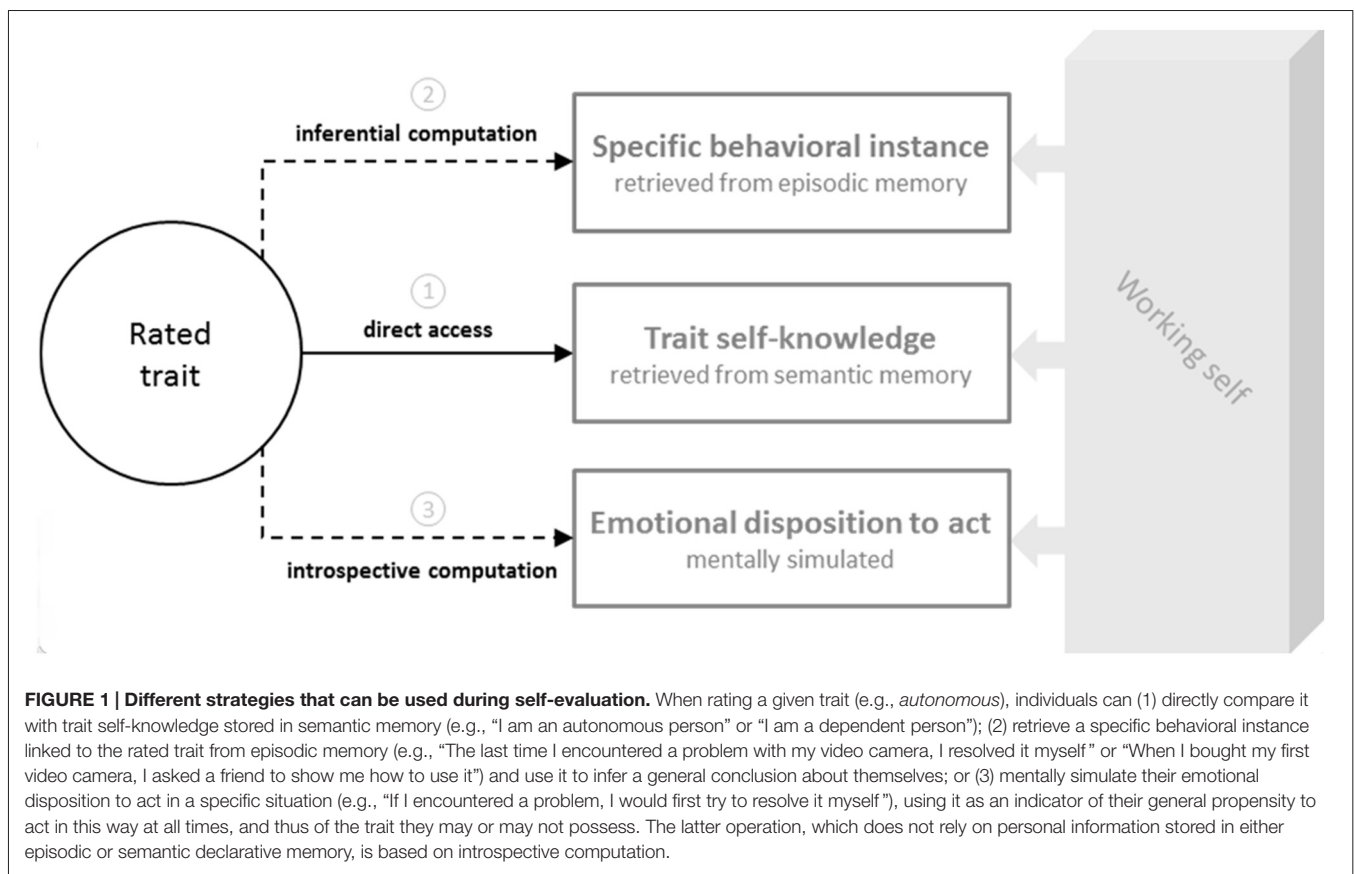 ②
inferential computation
Specific behavioral instance
retrieved from episodic memory
Rated
trait
①
direct access
Trait self-knowledge
retrieved from semantic memory
③
introspective computation
Emotional disposition to act
mentally simulated
Working self
FIGURE 1 | Different strategies that can be used during self-evaluation. When rating a given trait (e.g., autonomous), individuals can (1) directly compare it
with trait self-knowledge stored in semantic memory (e.g., “I am an autonomous person” or “I am a dependent person”); (2) retrieve a specific behavioral instance
linked to the rated trait from episodic memory (e.g., “The last time I encountered a problem with my video camera, I resolved it myself” or “When I bought my first
video camera, I asked a friend to show me how to use it”) and use it to infer a general conclusion about themselves; or (3) mentally simulate their emotional
disposition to act in a specific situation (e.g., “If I encountered a problem, I would first try to resolve it myself”), using it as an indicator of their general propensity to
act in this way at all times, and thus of the trait they may or may not possess. The latter operation, which does not rely on personal information stored in either
episodic or semantic declarative memory, is based on introspective computation.